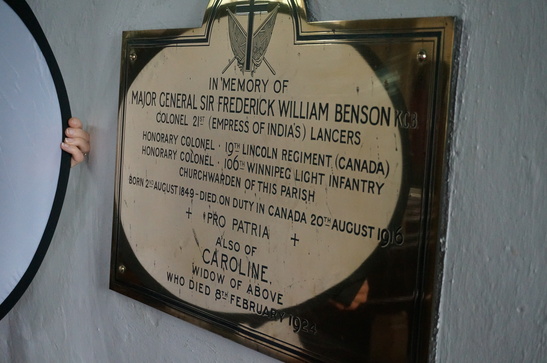 IN MEMORY OF
MAJOR GENERAL SIR FREDERICK WILLIAM BENSON KCB
COLONEL 21ST (EMPRESS OF INDIA'S) LANCERS
HONORARY COLONEL · 19TH LINCOLN REGIMENT (CANADA)
HONORARY COLONEL · 106TH WINNIPEG LIGHT INFANTRY
CHURCHWARDEN OF THIS PARISH
BORN 2ND AUGUST 1849 - DIED ON DUTY IN CANADA 20TH AUGUST 1916
+ PRO PATRIA +
ALSO OF
CAROLINE,
WIDOW OF ABOVE
WHO DIED 8TH FEBRUARY 1924